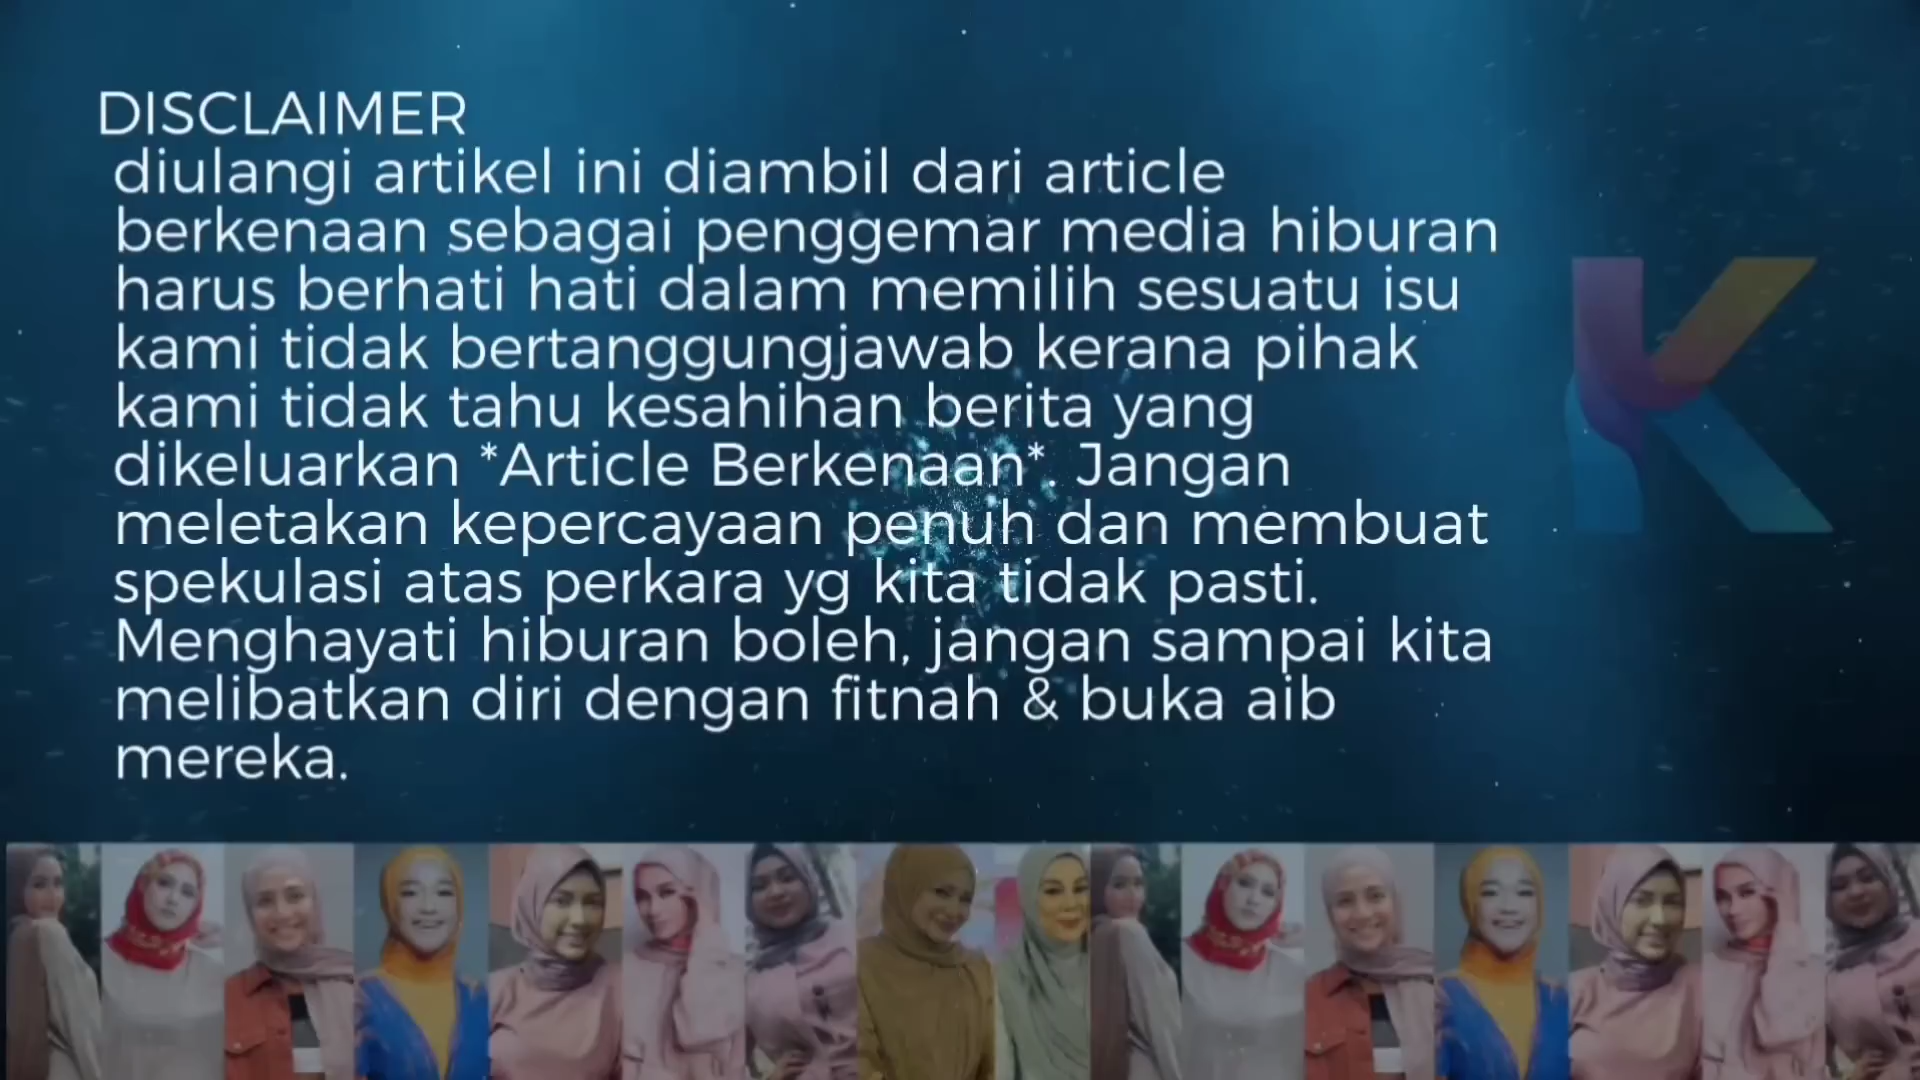 DISCLAIMER
diulangi artikel ini diambil dari article
berkenaan sebagai penggemar media hiburan
harus berhati hati dalam memilih sesuatu isu
kami tidak bertanggungjawab kerana pihak
kami tidak tahu kesahihan berita yang
dikeluarkan *Article Berkenaan*. Jangan
meletakan kepercayaan penuh dan membuat
spekulasi atas perkara yg kita tidak pasti.
Menghayati hiburan boleh, jangan sampai kita
melibatkan diri dengan fitnah & buka aib
mereka.
K